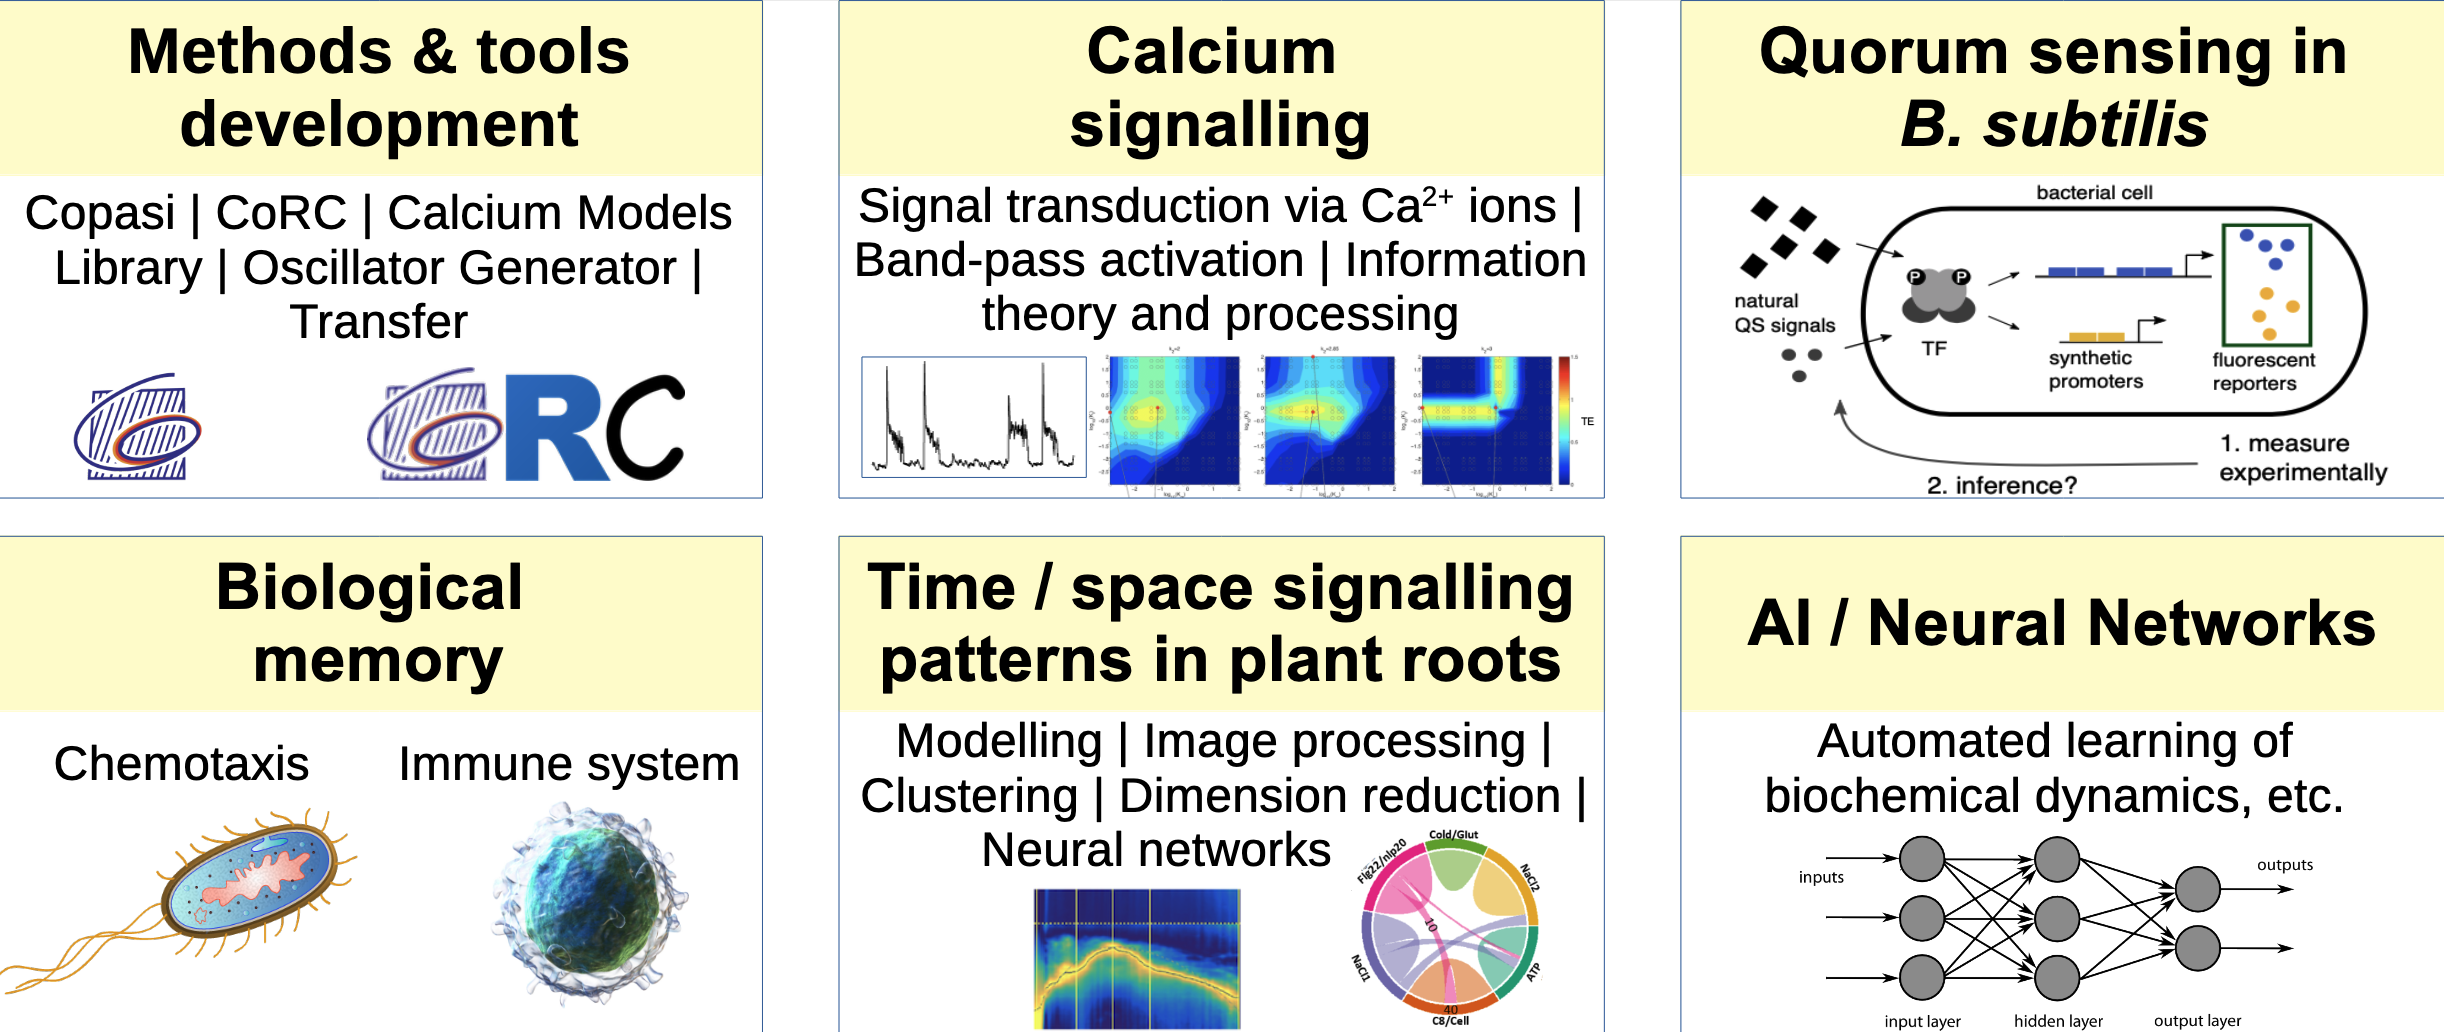 Methods & tools
development
Copasi | CoRC | Calcium Models
Library | Oscillator Generator |
Transfer
RC
Calcium
signalling
Signal transduction via Ca²⁺ ions |
Band-pass activation | Information
theory and processing
TE
Quorum sensing in
B. subtilis
bacterial cell
natural
QS signals
P P
TF
synthetic
promoters
fluorescent
reporters
1. measure
experimentally
2. inference?
Biological
memory
Chemotaxis
Immune system
Time / space signalling
patterns in plant roots
Modelling | Image processing |
Clustering | Dimension reduction |
Neural networks
Cold/Glut
Flg22/nlp20
NaCl2
10
NaCl1
ATP
40
C8/Cell
AI / Neural Networks
Automated learning of
biochemical dynamics, etc.
inputs
outputs
input layer
hidden layer
output layer